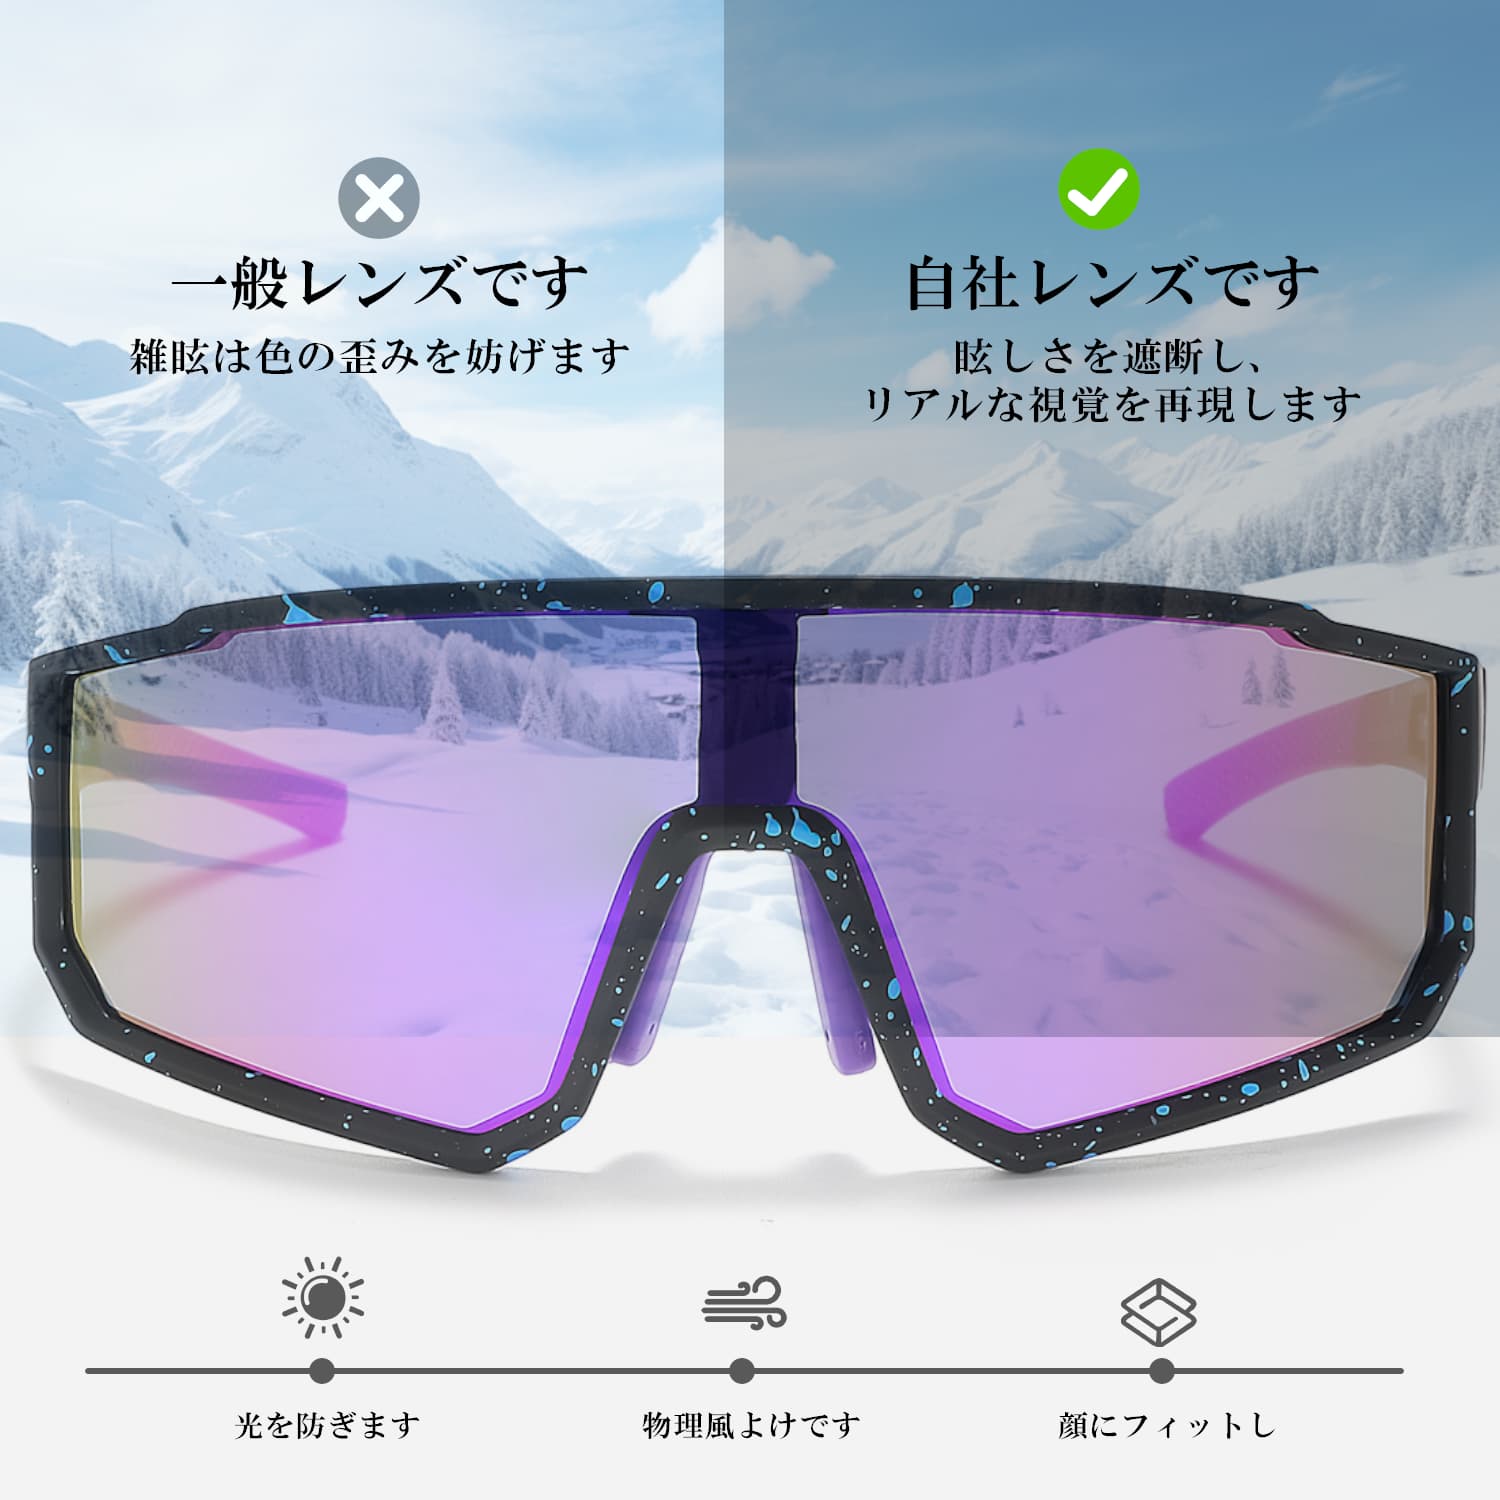 一般レンズです
雑眩は色の歪みを妨げます
自社レンズです
眩しさを遮断し、
リアルな視覚を再現します
光を防ぎます
物理風よけです
顔にフィットし